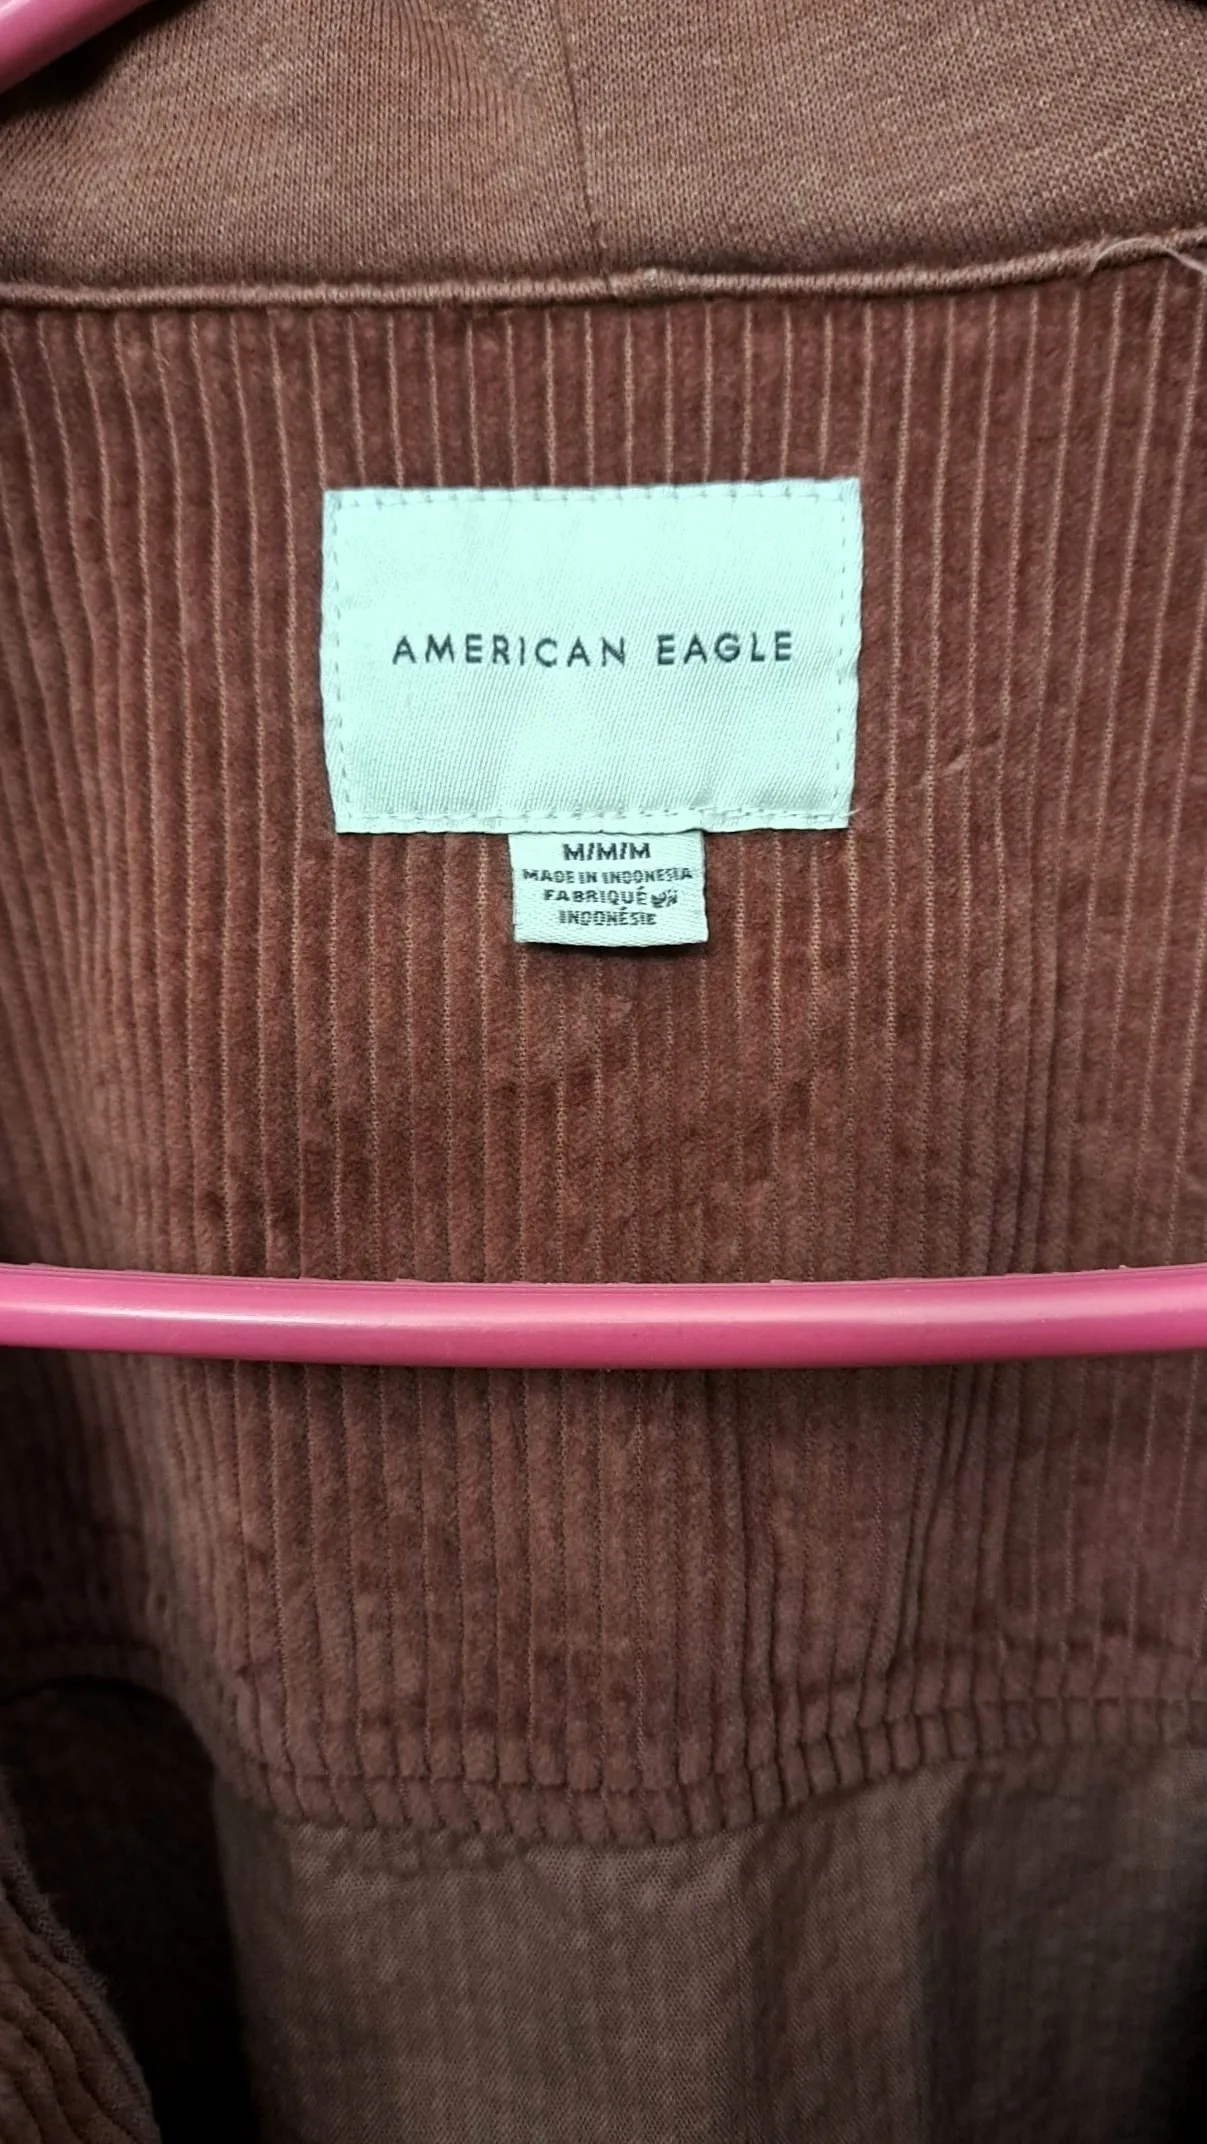 AMERICAN EAGLE
M/M/M
MADE IN INDONESIA
FABRIQUÉ EN
INDONÉSIE